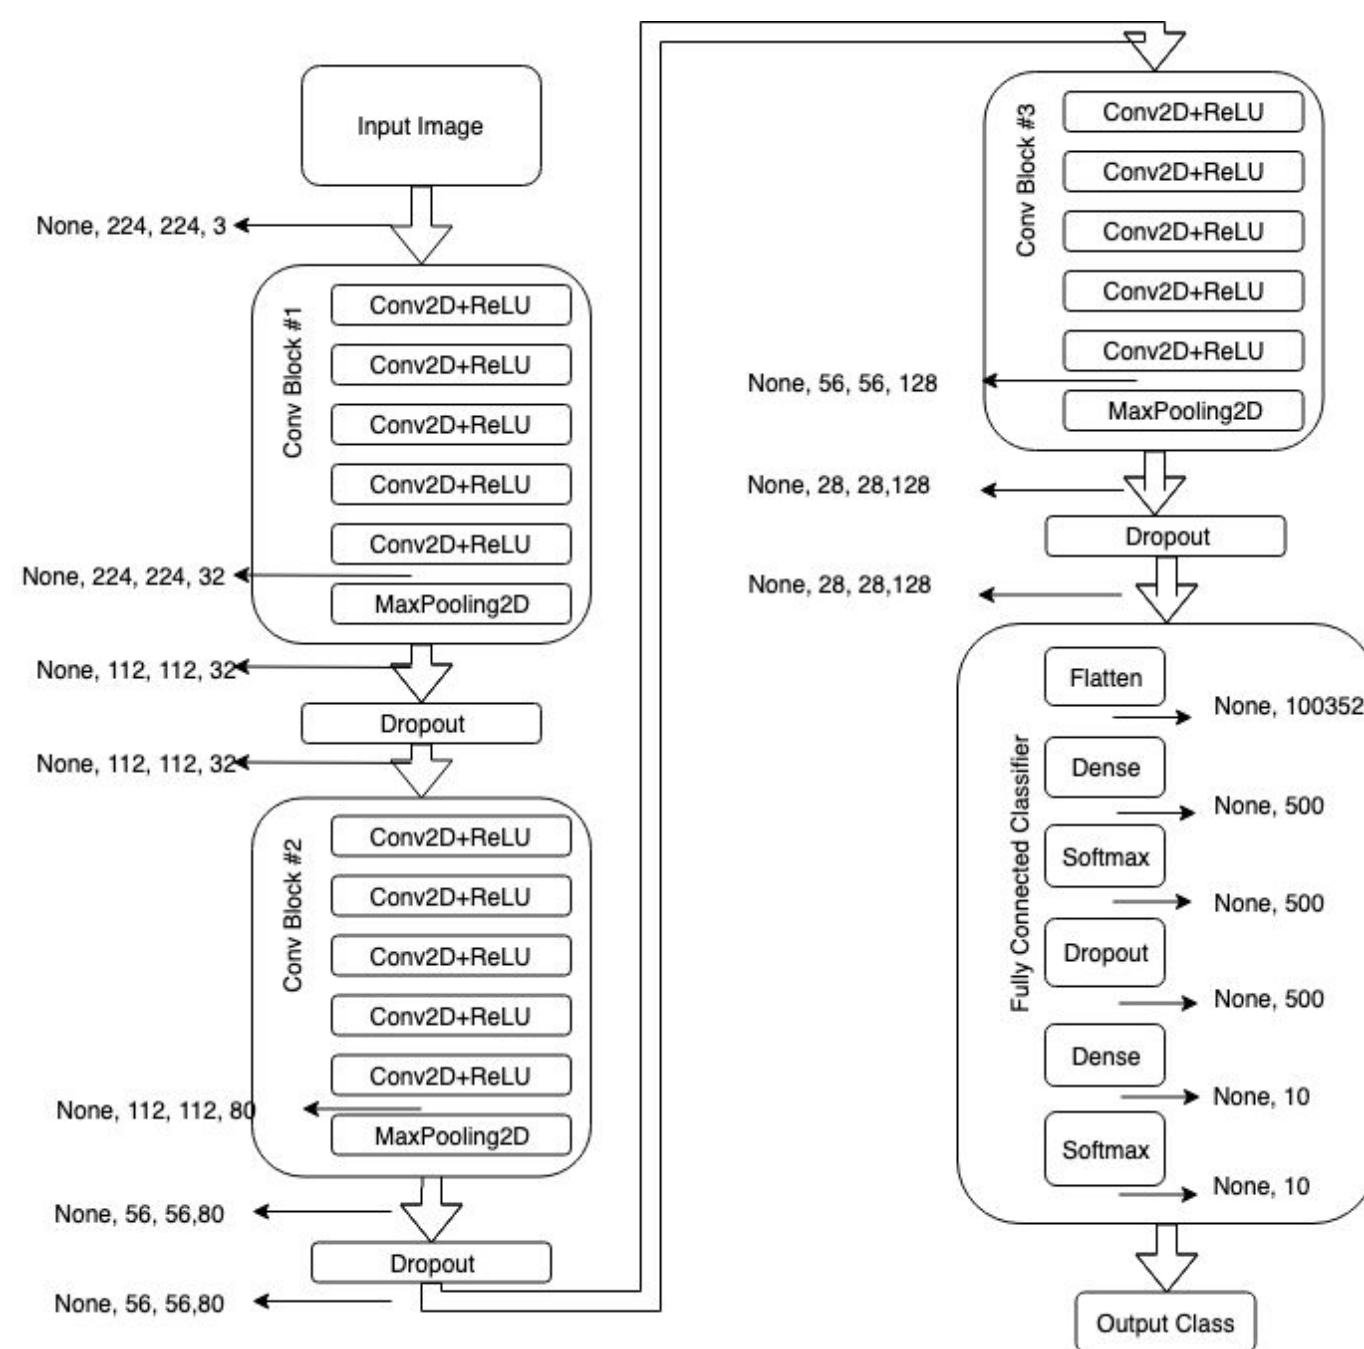 Input Image
None, 224, 224, 3
Conv Block #1
Conv2D+ReLU
Conv2D+ReLU
Conv2D+ReLU
Conv2D+ReLU
Conv2D+ReLU
None, 224, 224, 32
MaxPooling2D
None, 112, 112, 32
Dropout
None, 112, 112, 32
Conv Block #2
Conv2D+ReLU
Conv2D+ReLU
Conv2D+ReLU
Conv2D+ReLU
Conv2D+ReLU
None, 112, 112, 80
MaxPooling2D
None, 56, 56,80
Dropout
None, 56, 56,80
Conv Block #3
Conv2D+ReLU
Conv2D+ReLU
Conv2D+ReLU
Conv2D+ReLU
Conv2D+ReLU
None, 56, 56, 128
MaxPooling2D
None, 28, 28,128
Dropout
None, 28, 28,128
Fully Connected Classifier
Flatten
None, 100352
Dense
None, 500
Softmax
None, 500
Dropout
None, 500
Dense
None, 10
Softmax
None, 10
Output Class